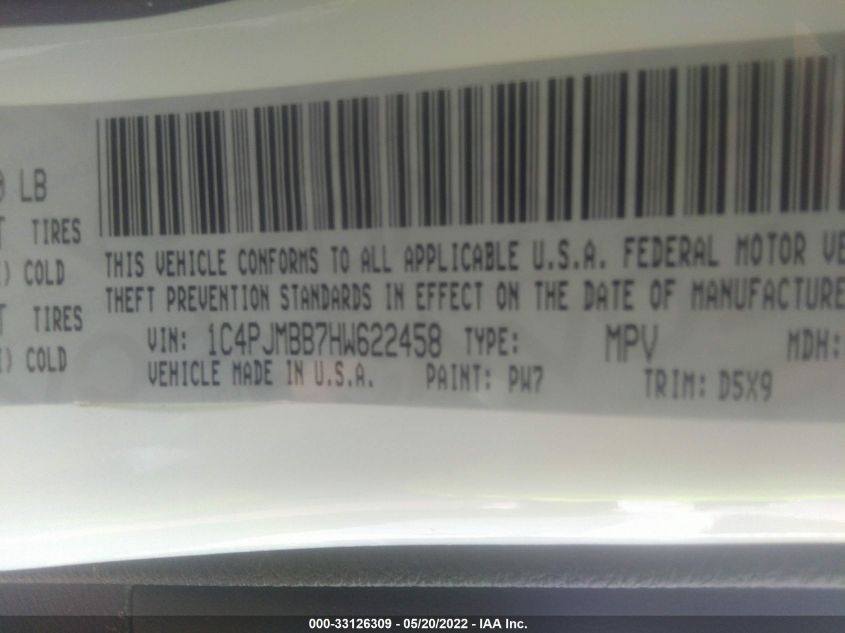 LB
TIRES
COLD
TIRES
COLD
THIS VEHICLE CONFORMS TO ALL APPLICABLE U.S.A. FEDERAL MOTOR VE
THEFT PREVENTION STANDARDS IN EFFECT ON THE DATE OF MANUFACTURE
VIN: 1C4PJMBB7HW622458 TYPE: MPV MDH:
VEHICLE MADE IN U.S.A. PAINT: PW7 TRIM: D5X9
000-33126309 - 05/20/2022 - IAA Inc.